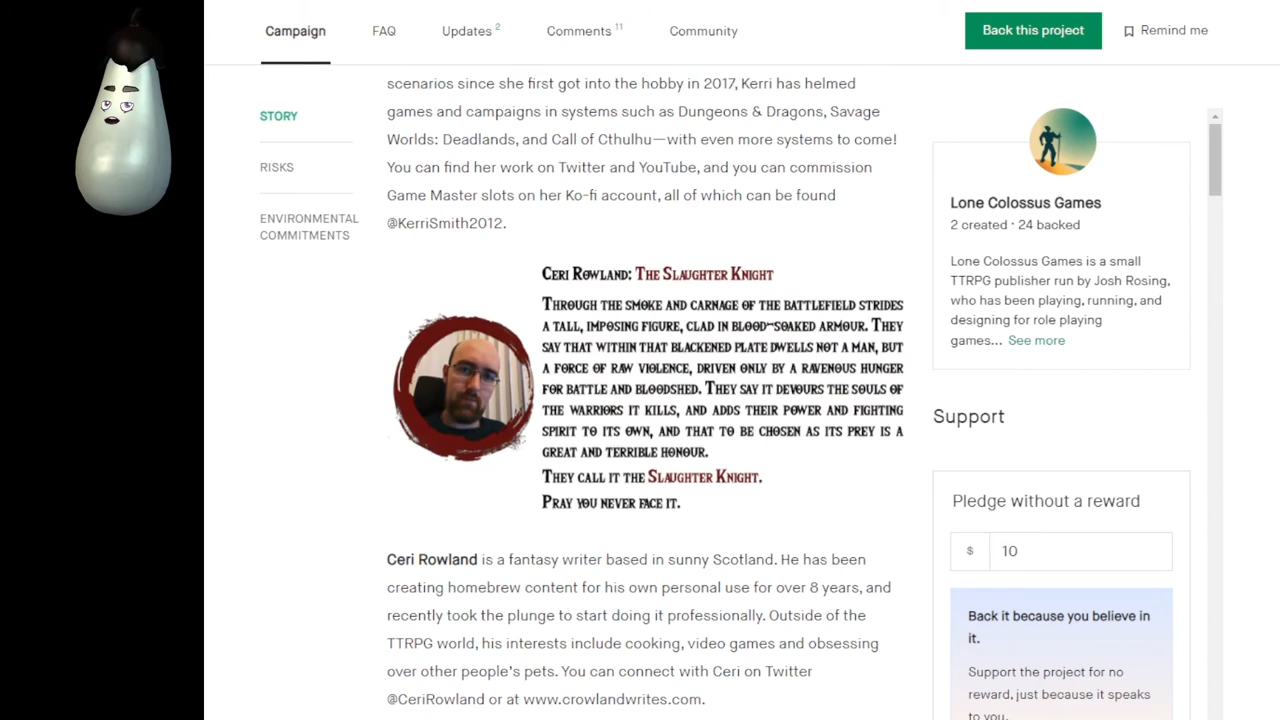 Campaign
FAQ
Updates 2
Comments 11
Community
Back this project
Remind me
STORY
RISKS
ENVIRONMENTAL
COMMITMENTS
scenarios since she first got into the hobby in 2017, Kerri has helmed
games and campaigns in systems such as Dungeons & Dragons, Savage
Worlds: Deadlands, and Call of Cthulhu—with even more systems to come!
You can find her work on Twitter and YouTube, and you can commission
Game Master slots on her Ko-fi account, all of which can be found
@KerriSmith2012.
Ceri Rowland: The Slaughter Knight
Through the smoke and carnage of the battlefield strides
a tall, imposing figure, clad in blood-soaked armour. They
say that within that blackened plate dwells not a man, but
a force of raw violence, driven only by a ravenous hunger
for battle and bloodshed. They say it devours the souls of
the warriors it kills, and adds their power and fighting
spirit to its own, and that to be chosen as its prey is a
great and terrible honour.
They call it the Slaughter Knight.
Pray you never face it.
Ceri Rowland is a fantasy writer based in sunny Scotland. He has been
creating homebrew content for his own personal use for over 8 years, and
recently took the plunge to start doing it professionally. Outside of the
TTRPG world, his interests include cooking, video games and obsessing
over other people's pets. You can connect with Ceri on Twitter
@CeriRowland or at www.crowlandwrites.com.
Lone Colossus Games
2 created · 24 backed
Lone Colossus Games is a small
TTRPG publisher run by Josh Rosing,
who has been playing, running, and
designing for role playing
games... See more
Support
Pledge without a reward
$ 10
Back it because you believe in
it.
Support the project for no
reward, just because it speaks
to you.